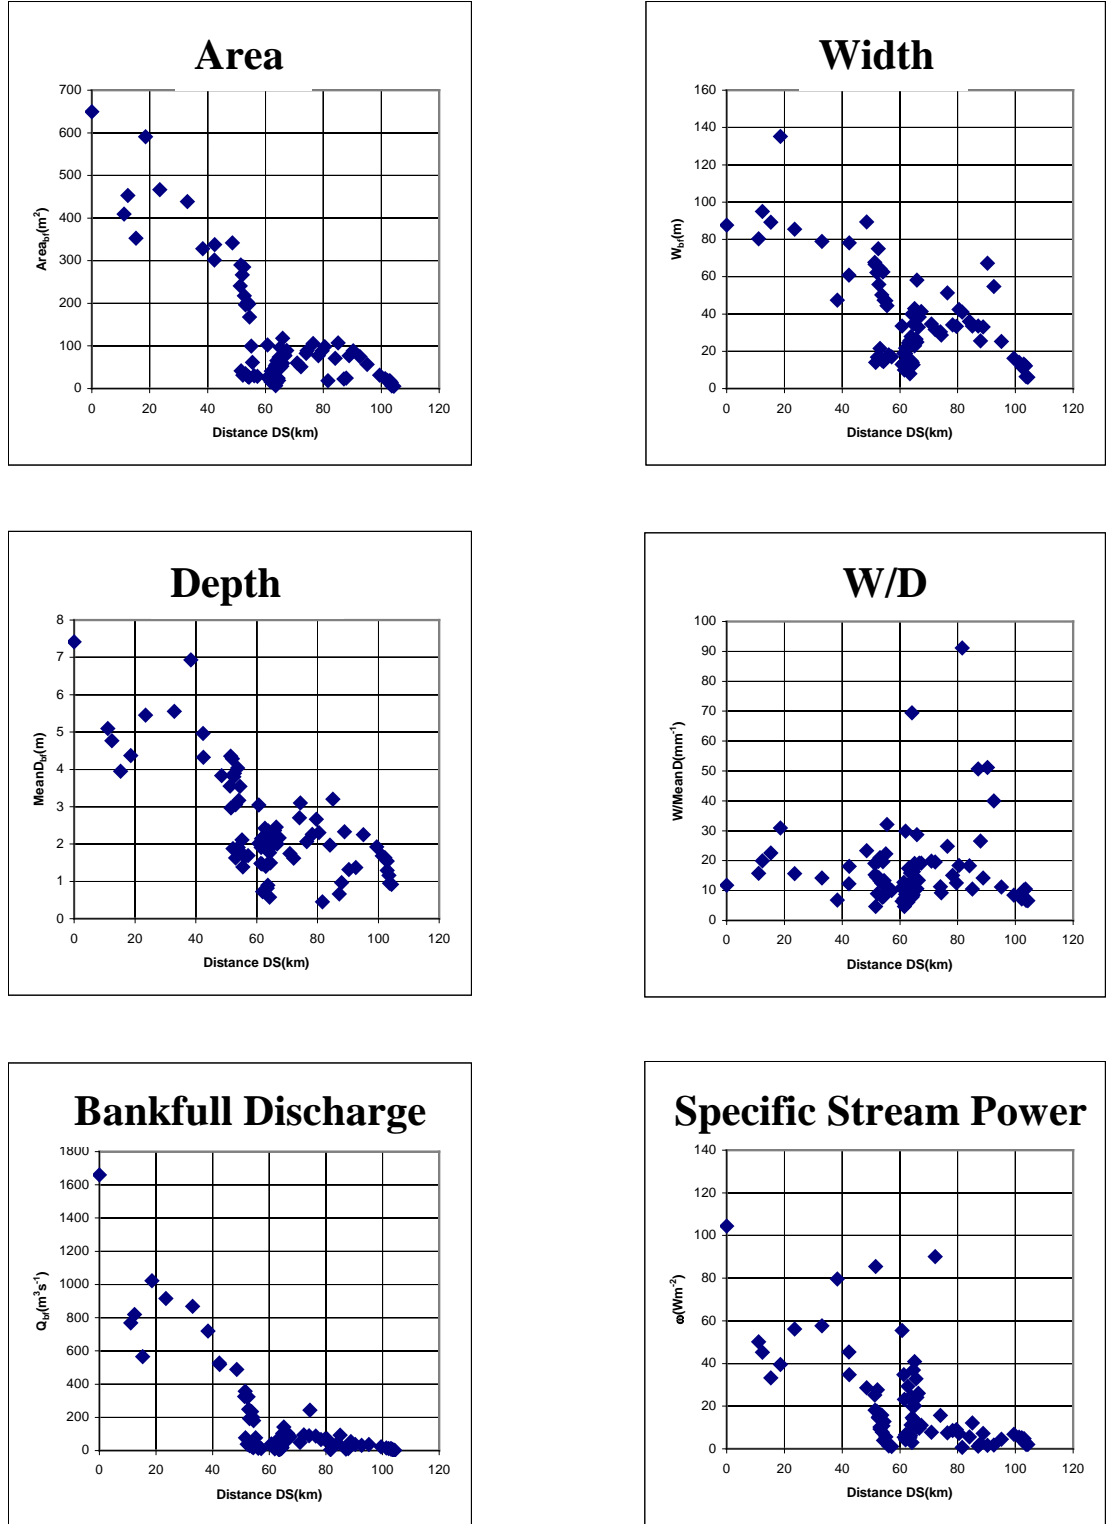 Area
700
600
500
400
300
200
100
0
0 20 40 60 80 100 120
Area_bf(m²)
Distance DS(km)
Width
160
140
120
100
80
60
40
20
0
0 20 40 60 80 100 120
W_bf(m)
Distance DS(km)
Depth
8
7
6
5
4
3
2
1
0
0 20 40 60 80 100 120
MeanD_bf(m)
Distance DS(km)
W/D
100
90
80
70
60
50
40
30
20
10
0
0 20 40 60 80 100 120
W/MeanD(mm⁻¹)
Distance DS(km)
Bankfull Discharge
1800
1600
1400
1200
1000
800
600
400
200
0
0 20 40 60 80 100 120
Q_bf(m³s⁻¹)
Distance DS(km)
Specific Stream Power
140
120
100
80
60
40
20
0
0 20 40 60 80 100 120
ω(Wm⁻²)
Distance DS(km)